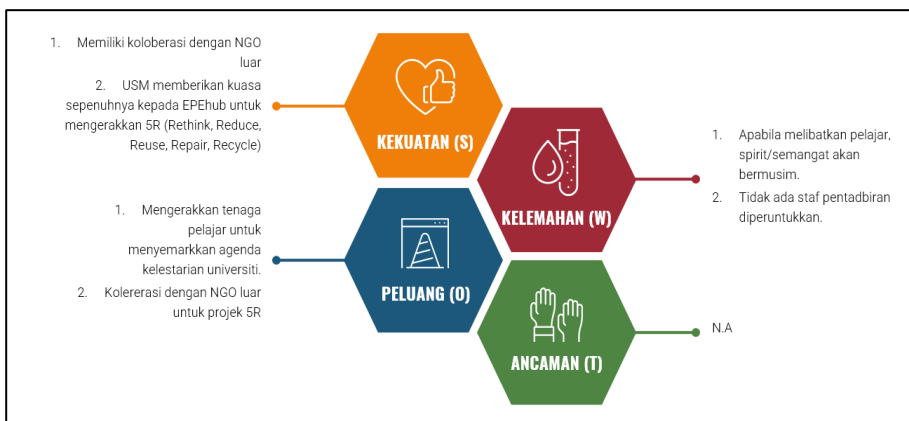 1. Memiliki koloberasi dengan NGO
luar
2. USM memberikan kuasa
sepenuhnya kepada EPEhub untuk
mengerakkan 5R (Rethink, Reduce,
Reuse, Repair, Recycle)
KEKUATAN (S)
1. Apabila melibatkan pelajar,
spirit/semangat akan
bermusim.
2. Tidak ada staf pentadbiran
diperuntukkan.
KELEMAHAN (W)
1. Mengerakkan tenaga
pelajar untuk
menyemarkkan agenda
kelestarian universiti.
2. Kolererasi dengan NGO luar
untuk projek 5R
PELUANG (O)
N.A
ANCAMAN (T)